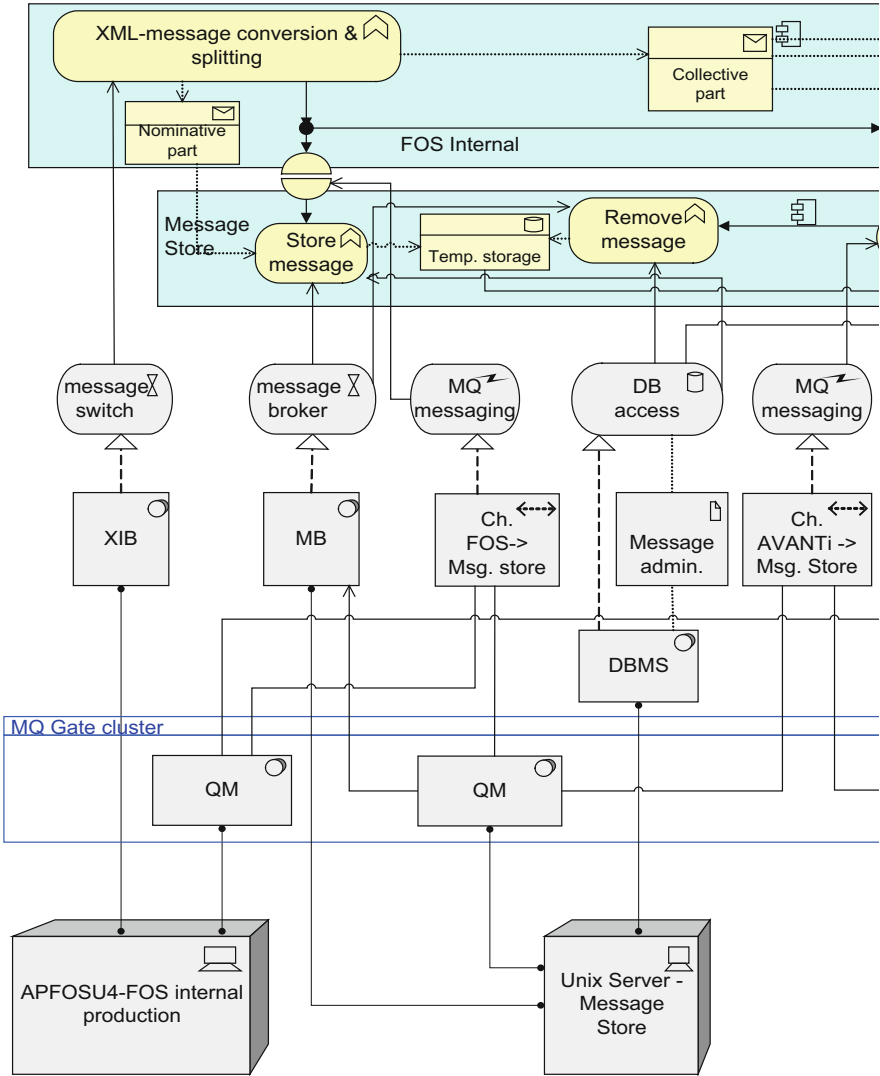 XML-message conversion &
splitting
Collective
part
Nominative
part
FOS Internal
Message
Store
Store
message
Temp. storage
Remove
message
message
switch
message
broker
MQ
messaging
DB
access
MQ
messaging
XIB
MB
Ch.
FOS->
Msg. store
Message
admin.
Ch.
AVANTi ->
Msg. Store
DBMS
MQ Gate cluster
QM
QM
APFOSU4-FOS internal
production
Unix Server -
Message
Store